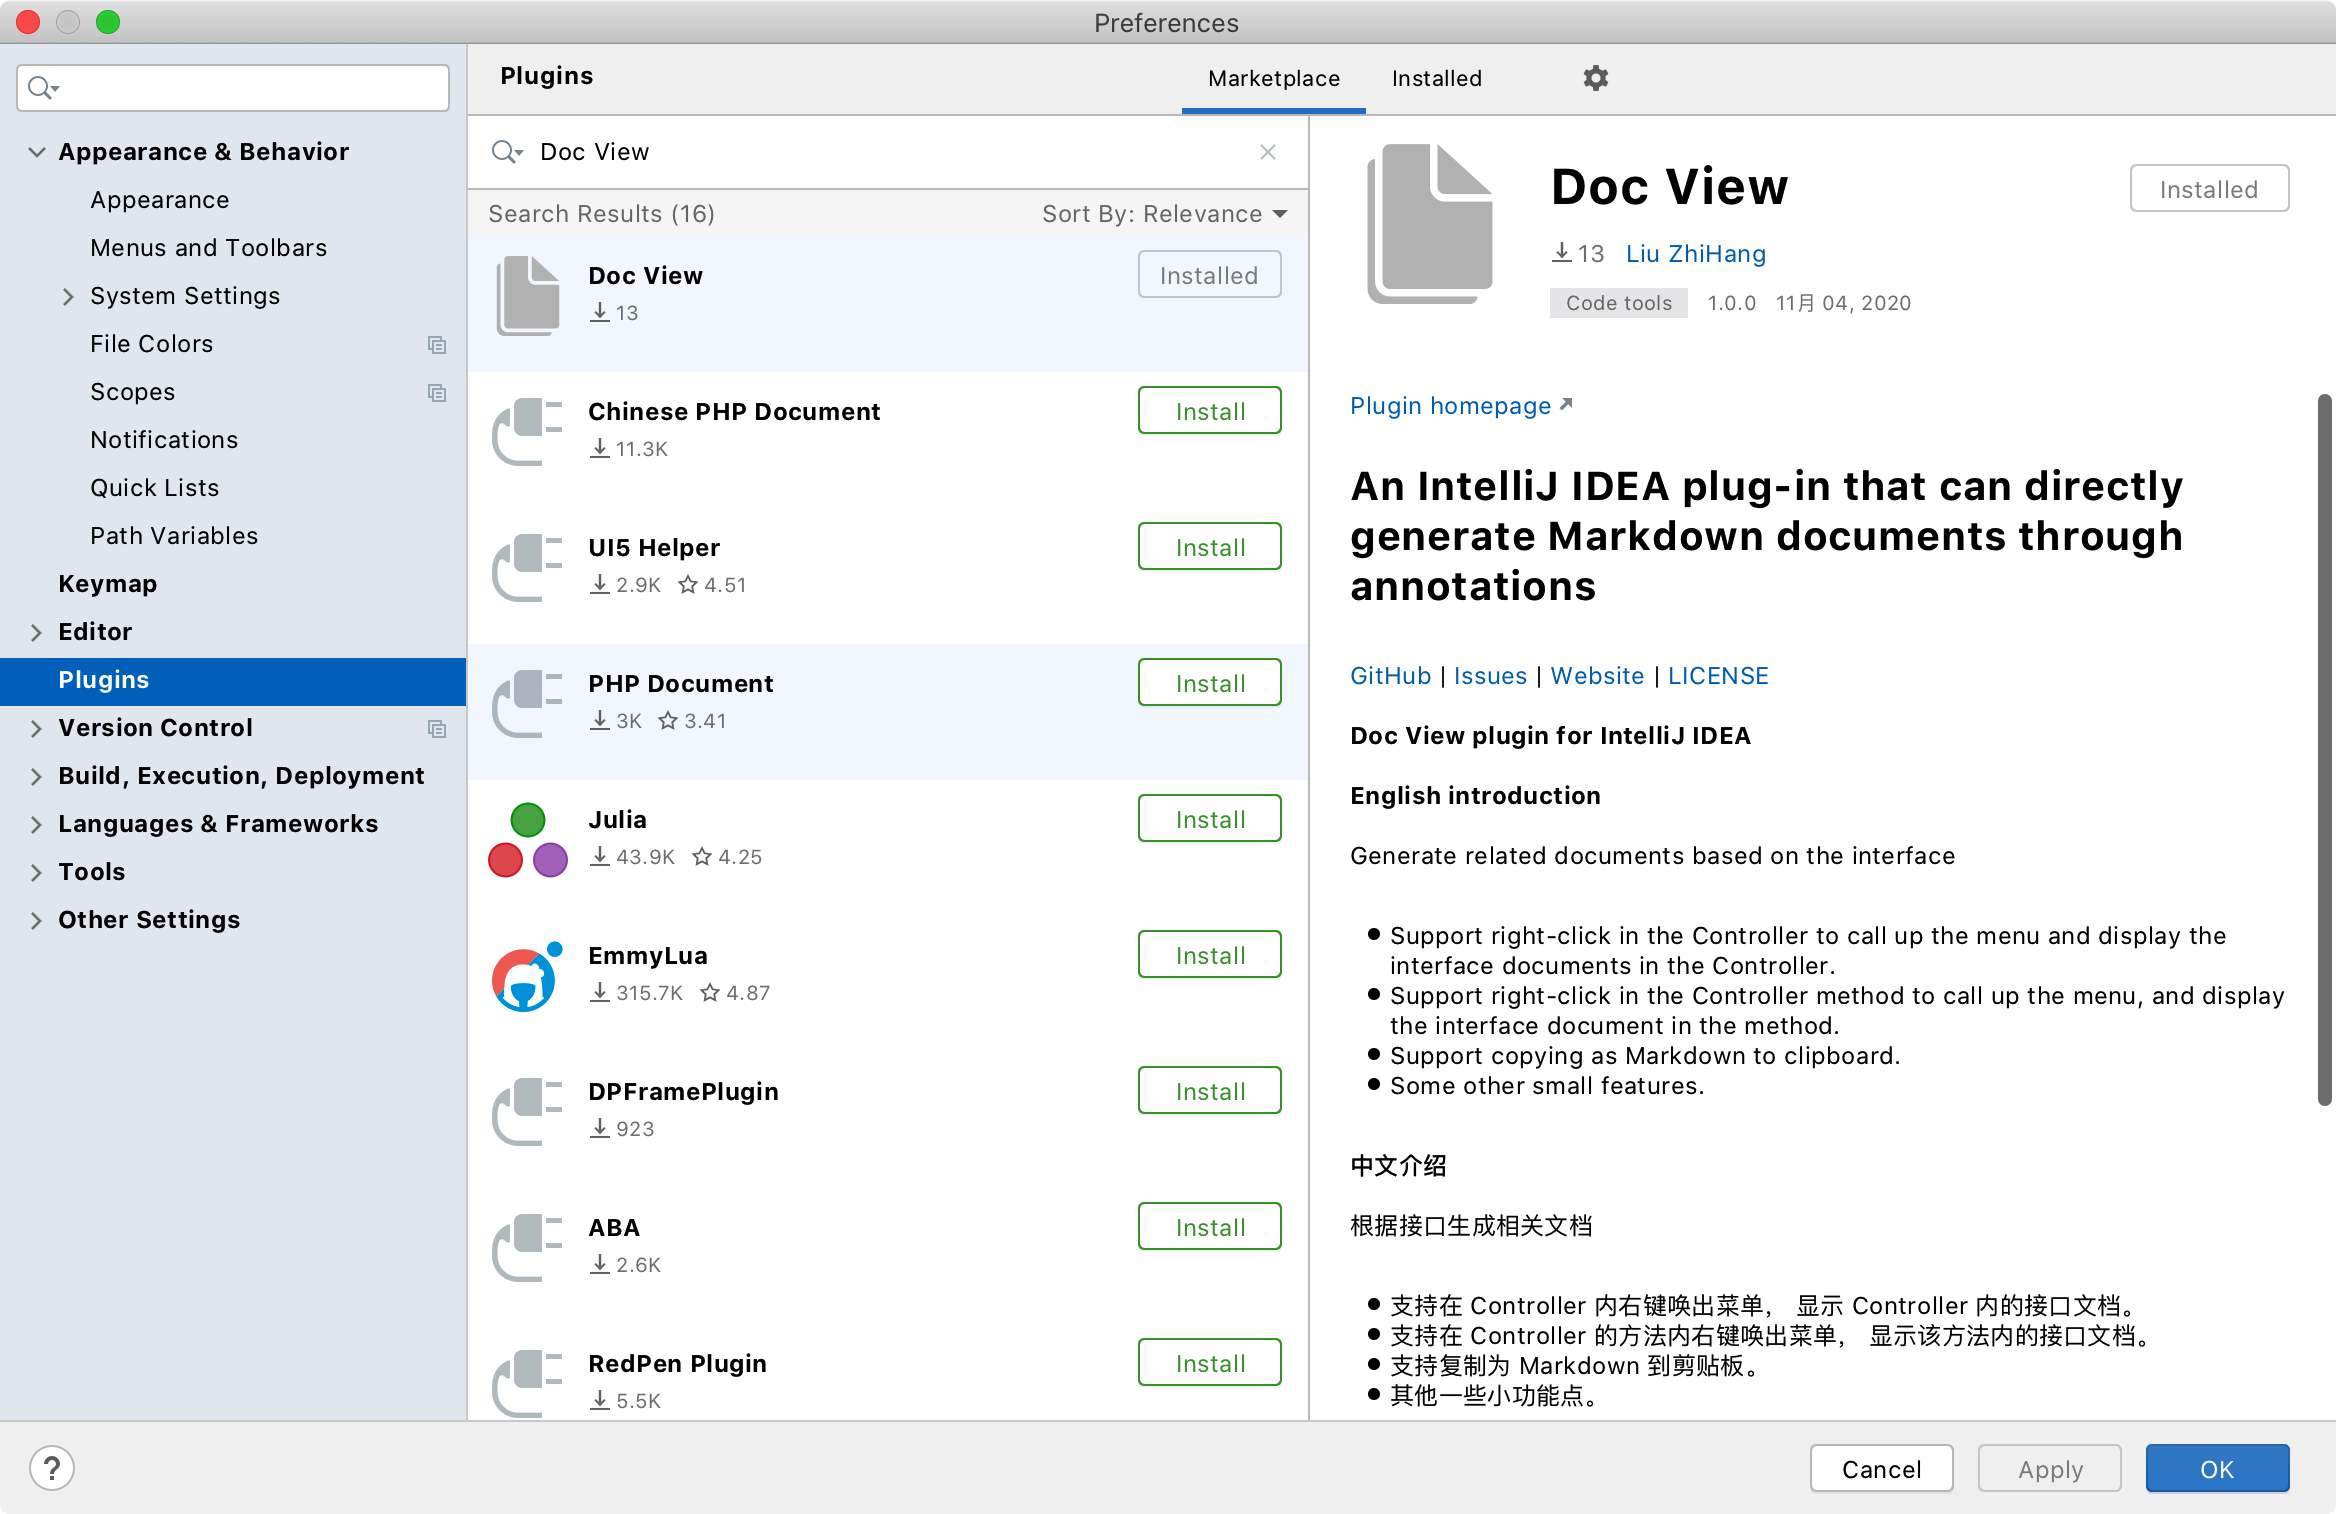 Preferences
Appearance & Behavior
Appearance
Menus and Toolbars
System Settings
File Colors
Scopes
Notifications
Quick Lists
Path Variables
Keymap
Editor
Plugins
Version Control
Build, Execution, Deployment
Languages & Frameworks
Tools
Other Settings
Plugins
Marketplace
Installed
Doc View
Search Results (16)
Sort By: Relevance
Doc View
13
Installed
Chinese PHP Document
11.3K
Install
UI5 Helper
2.9K 4.51
Install
PHP Document
3K 3.41
Install
Julia
43.9K 4.25
Install
EmmyLua
315.7K 4.87
Install
DPFramePlugin
923
Install
ABA
2.6K
Install
RedPen Plugin
5.5K
Install
Doc View
Installed
13 Liu ZhiHang
Code tools 1.0.0 11月 04, 2020
Plugin homepage
An IntelliJ IDEA plug-in that can directly
generate Markdown documents through
annotations
GitHub | Issues | Website | LICENSE
Doc View plugin for IntelliJ IDEA
English introduction
Generate related documents based on the interface
Support right-click in the Controller to call up the menu and display the
interface documents in the Controller.
Support right-click in the Controller method to call up the menu, and display
the interface document in the method.
Support copying as Markdown to clipboard.
Some other small features.
中文介绍
根据接口生成相关文档
支持在 Controller 内右键唤出菜单， 显示 Controller 内的接口文档。
支持在 Controller 的方法内右键唤出菜单， 显示该方法内的接口文档。
支持复制为 Markdown 到剪贴板。
其他一些小功能点。
?
Cancel
Apply
OK